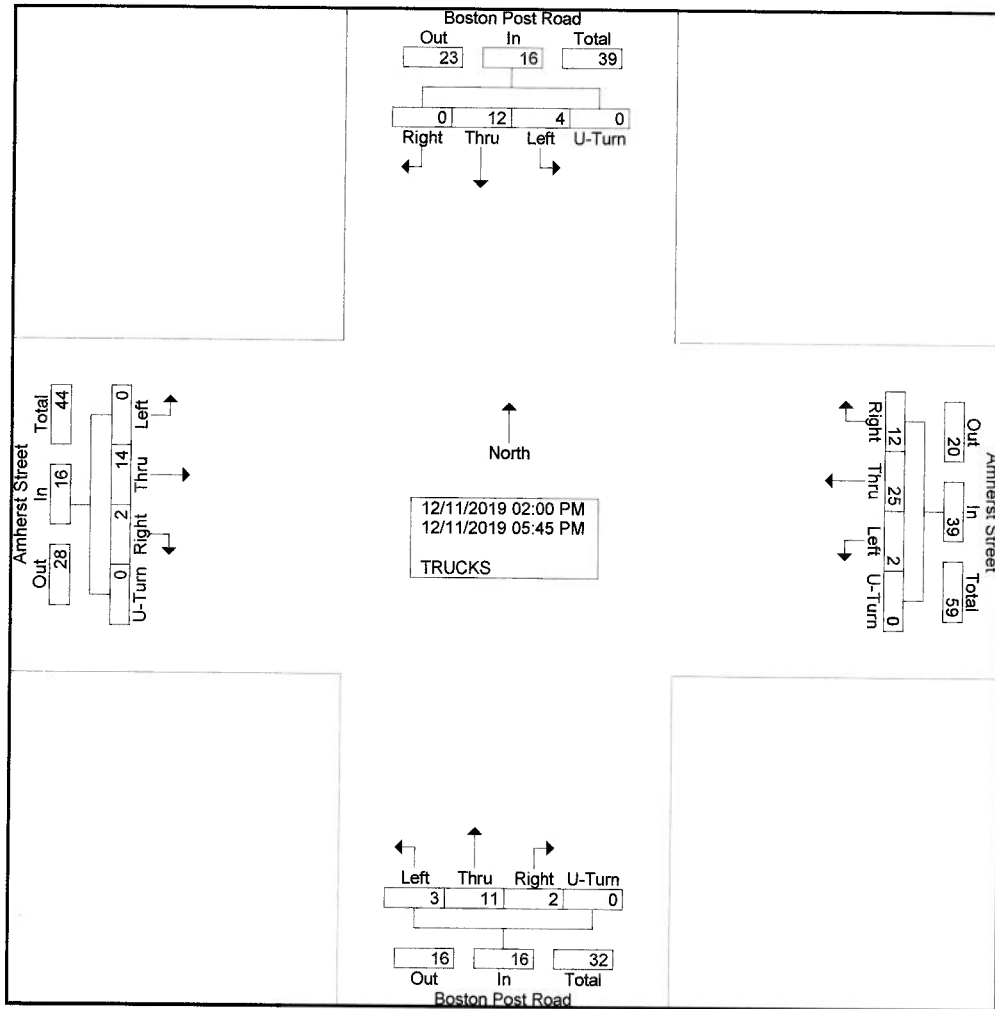 Boston Post Road
Out In Total
23 16 39
0 12 4 0
Right Thru Left U-Turn
Amherst Street
Total In Out
44 16 28
0 14 2 0
Left Thru Right U-Turn
North
12/11/2019 02:00 PM
12/11/2019 05:45 PM
TRUCKS
Right Thru Left U-Turn
12 25 2 0
Out In Total
20 39 59
Amherst Street
Left Thru Right U-Turn
3 11 2 0
16 16 32
Out In Total
Boston Post Road